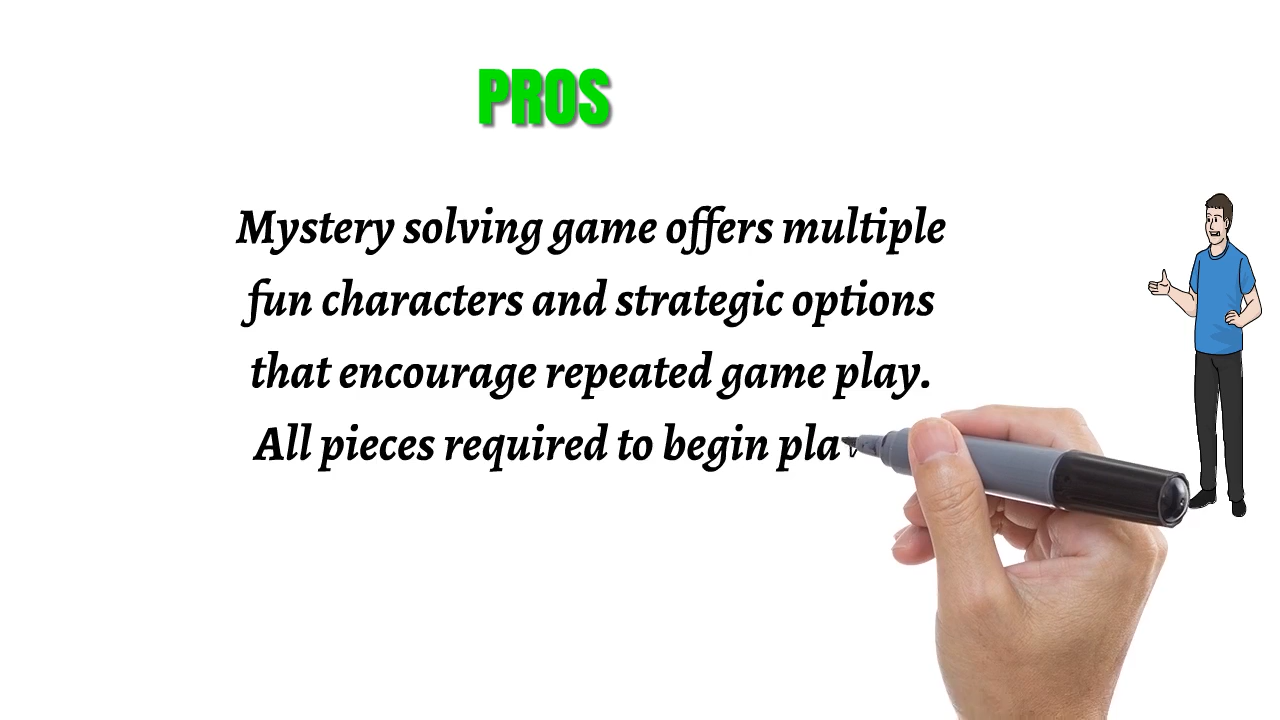 PROS
Mystery solving game offers multiple
fun characters and strategic options
that encourage repeated game play.
All pieces required to begin pla